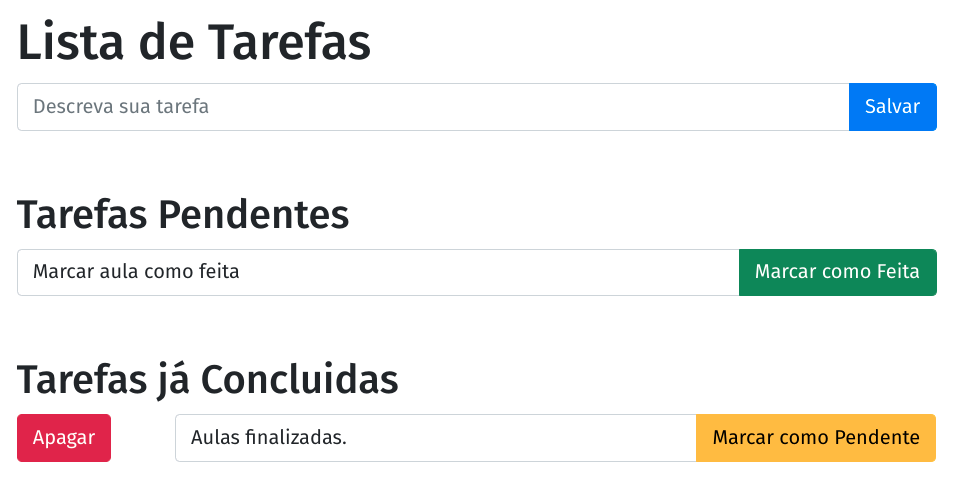 Lista de Tarefas
Descreva sua tarefa
Salvar
Tarefas Pendentes
Marcar aula como feita
Marcar como Feita
Tarefas já Concluidas
Apagar
Aulas finalizadas.
Marcar como Pendente